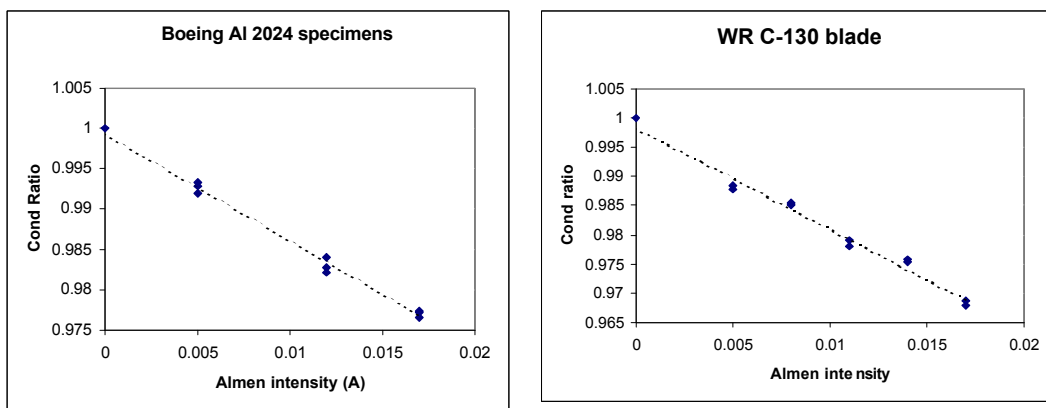 Boeing Al 2024 specimens
1.005
1
0.995
0.99
0.985
0.98
0.975
Cond Ratio
0 0.005 0.01 0.015 0.02
Almen intensity (A)
WR C-130 blade
1.005
1
0.995
0.99
0.985
0.98
0.975
0.97
0.965
Cond ratio
0 0.005 0.01 0.015 0.02
Almen intensity